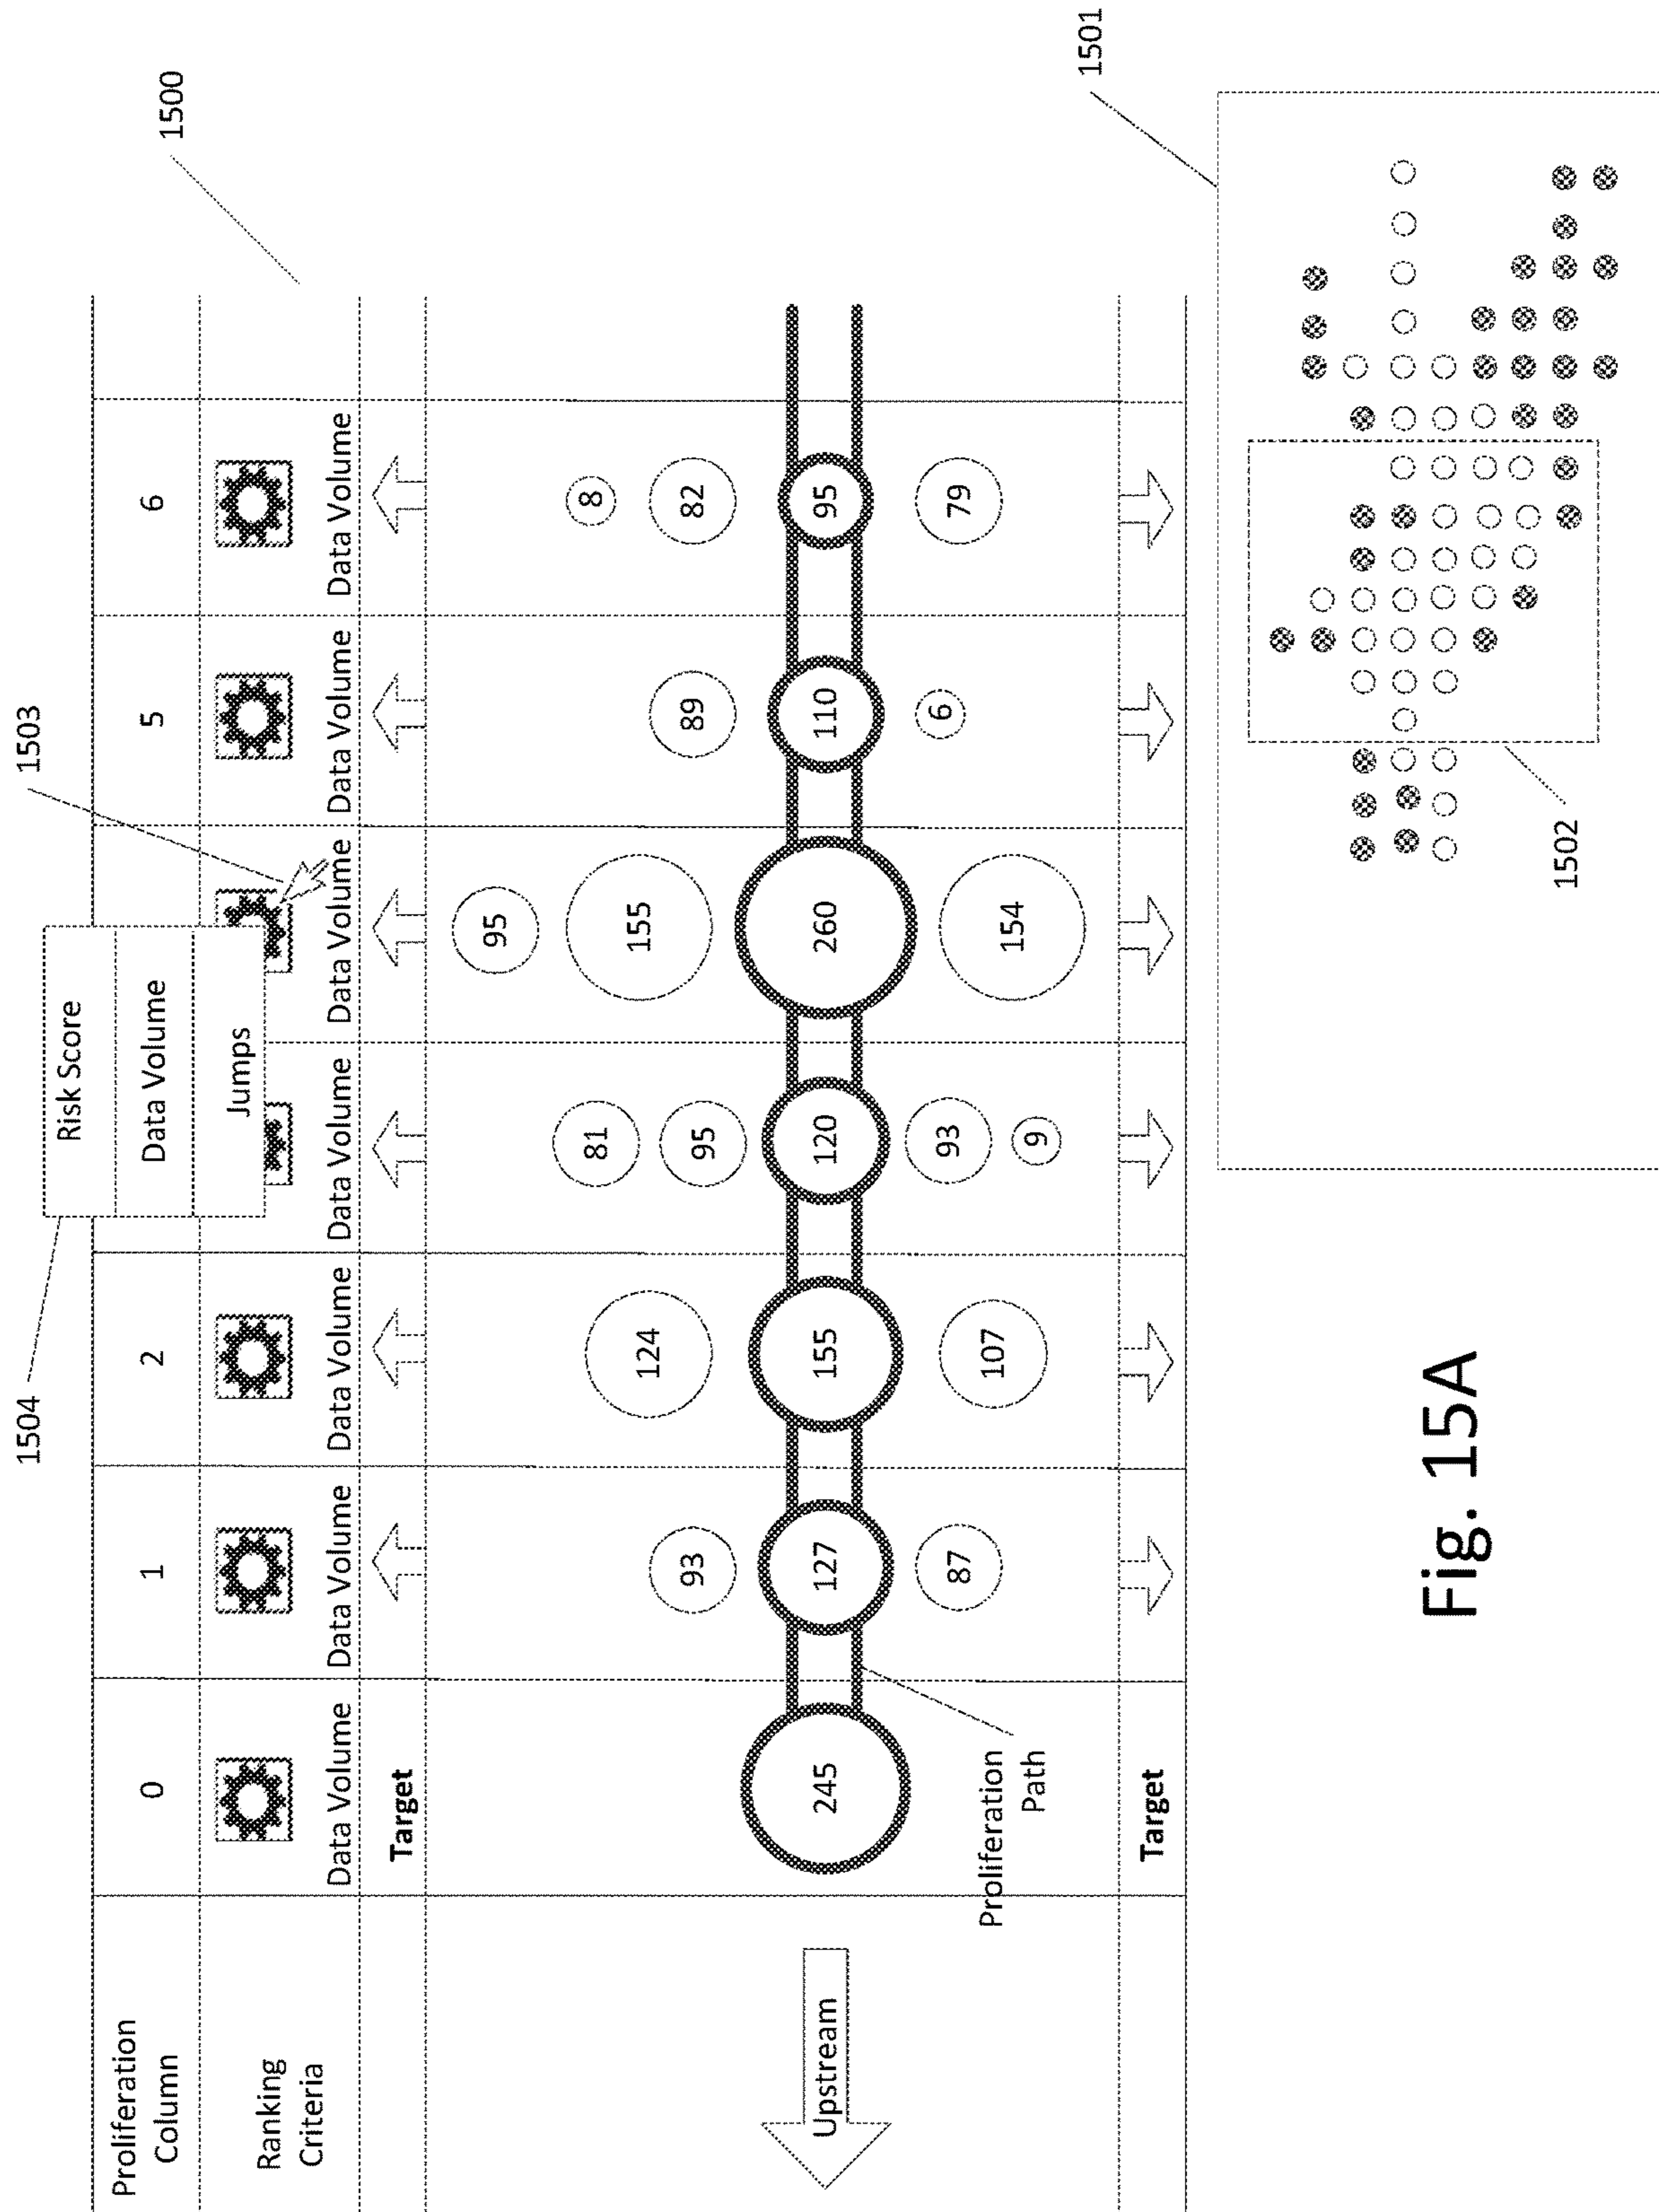 1504
1503
1500
Risk Score
Data Volume
Jumps
Proliferation
Column
0
1
2
5
6
Ranking
Criteria
Data Volume
Data Volume
Data Volume
Data Volume
Data Volume
Data Volume
Data Volume
Target
95
8
81
124
155
89
82
93
95
Upstream
245
127
155
120
260
110
95
87
107
93
154
6
79
9
Proliferation
Path
Target
1501
1502
Fig. 15A